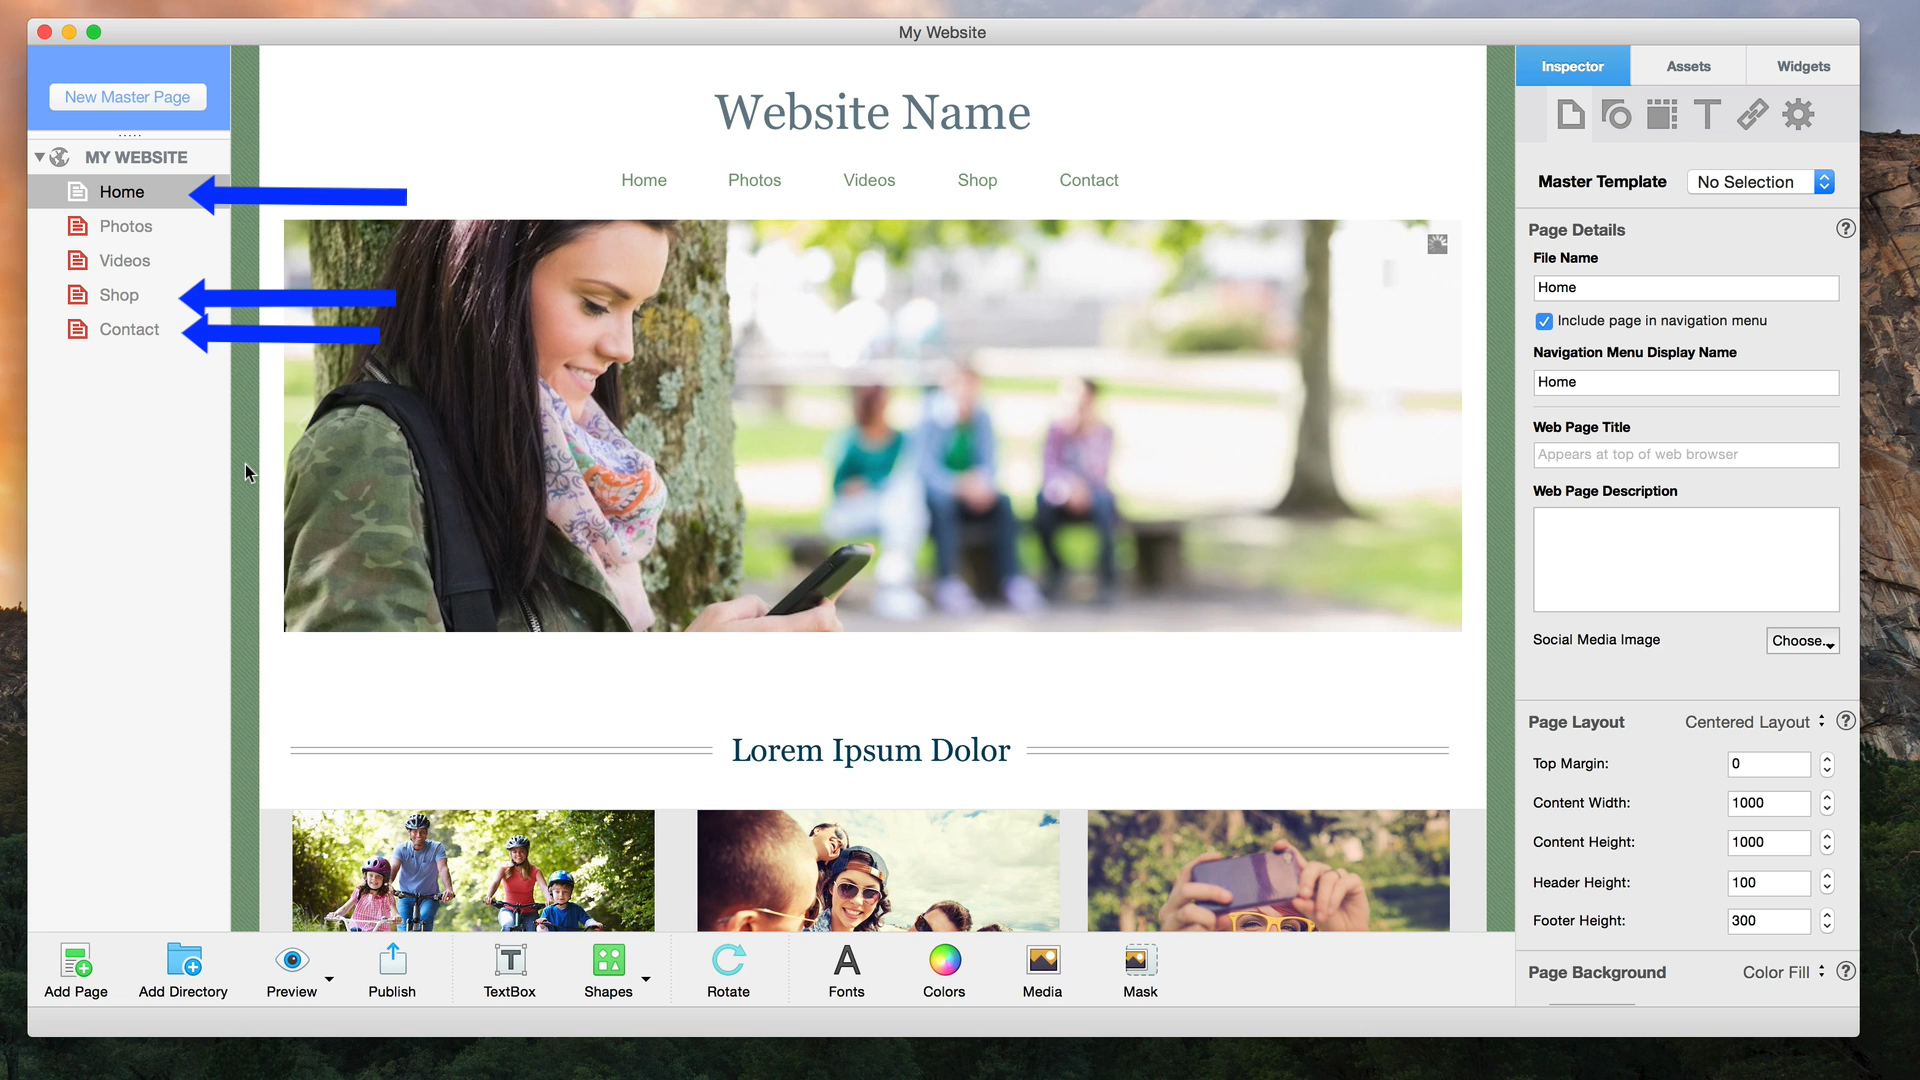 My Website
New Master Page
MY WEBSITE
Home
Photos
Videos
Shop
Contact
Website Name
Home Photos Videos Shop Contact
Lorem Ipsum Dolor
Inspector Assets Widgets
Master Template No Selection
Page Details ?
File Name
Home
Include page in navigation menu
Navigation Menu Display Name
Home
Web Page Title
Appears at top of web browser
Web Page Description
Social Media Image Choose..
Page Layout Centered Layout ?
Top Margin: 0
Content Width: 1000
Content Height: 1000
Header Height: 100
Footer Height: 300
Page Background Color Fill ?
Add Page Add Directory Preview Publish TextBox Shapes Rotate Fonts Colors Media Mask